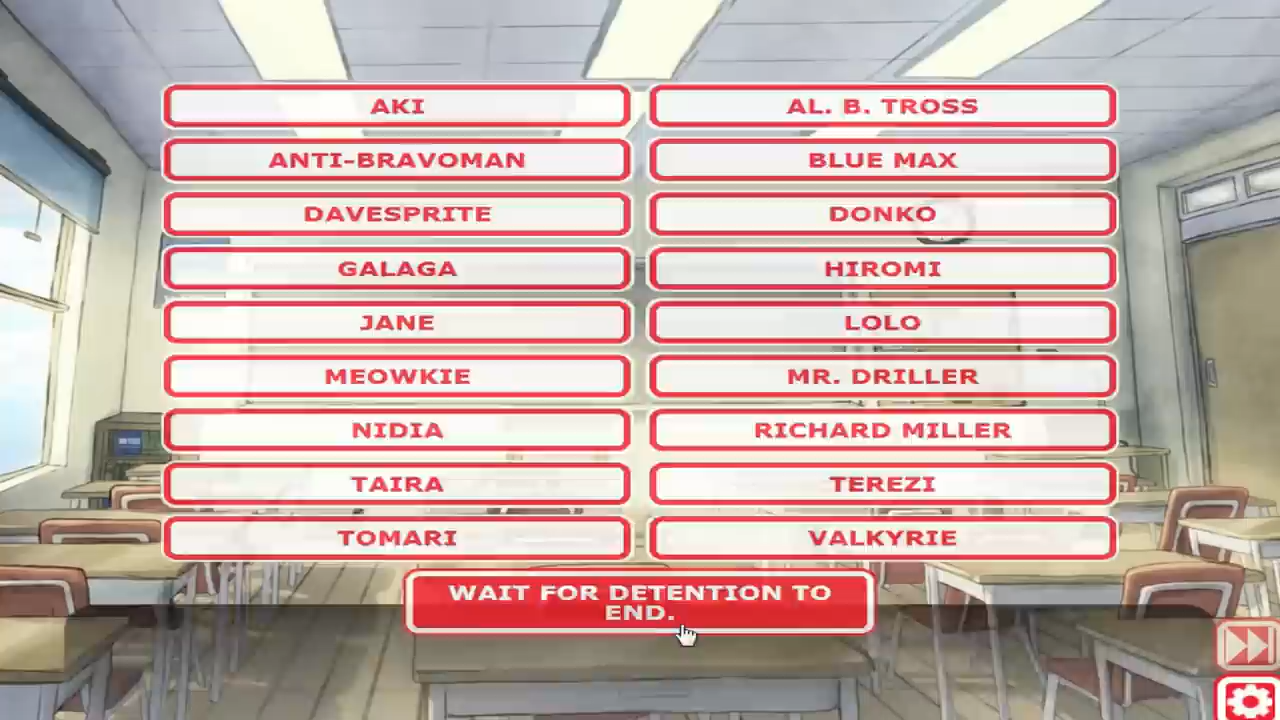 AKI
AL. B. TROSS
ANTI-BRAVOMAN
BLUE MAX
DAVESPRITE
DONKO
GALAGA
HIROMI
JANE
LOLO
MEOWKIE
MR. DRILLER
NIDIA
RICHARD MILLER
TAIRA
TEREZI
TOMARI
VALKYRIE
WAIT FOR DETENTION TO
END.